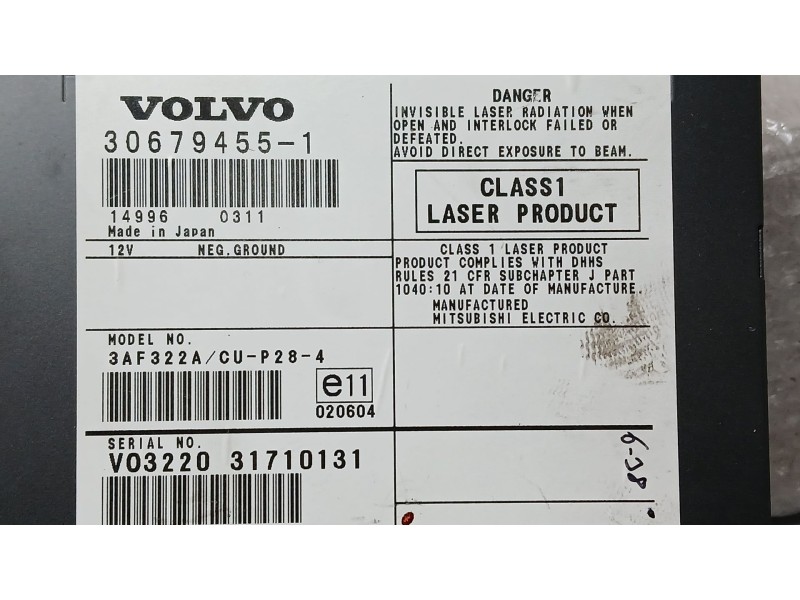 VOLVO
30679455-1
14996 0311
Made in Japan
12V NEG.GROUND
MODEL NO.
3AF322A/CU-P28-4
e11
020604
SERIAL NO.
V03220 31710131
DANGER
INVISIBLE LASER RADIATION WHEN
OPEN AND INTERLOCK FAILED OR
DEFEATED.
AVOID DIRECT EXPOSURE TO BEAM.
CLASS1
LASER PRODUCT
CLASS 1 LASER PRODUCT
PRODUCT COMPLIES WITH DHHS
RULES 21 CFR SUBCHAPTER J PART
1040:10 AT DATE OF MANUFACTURE.
MANUFACTURED
MITSUBISHI ELECTRIC CO.